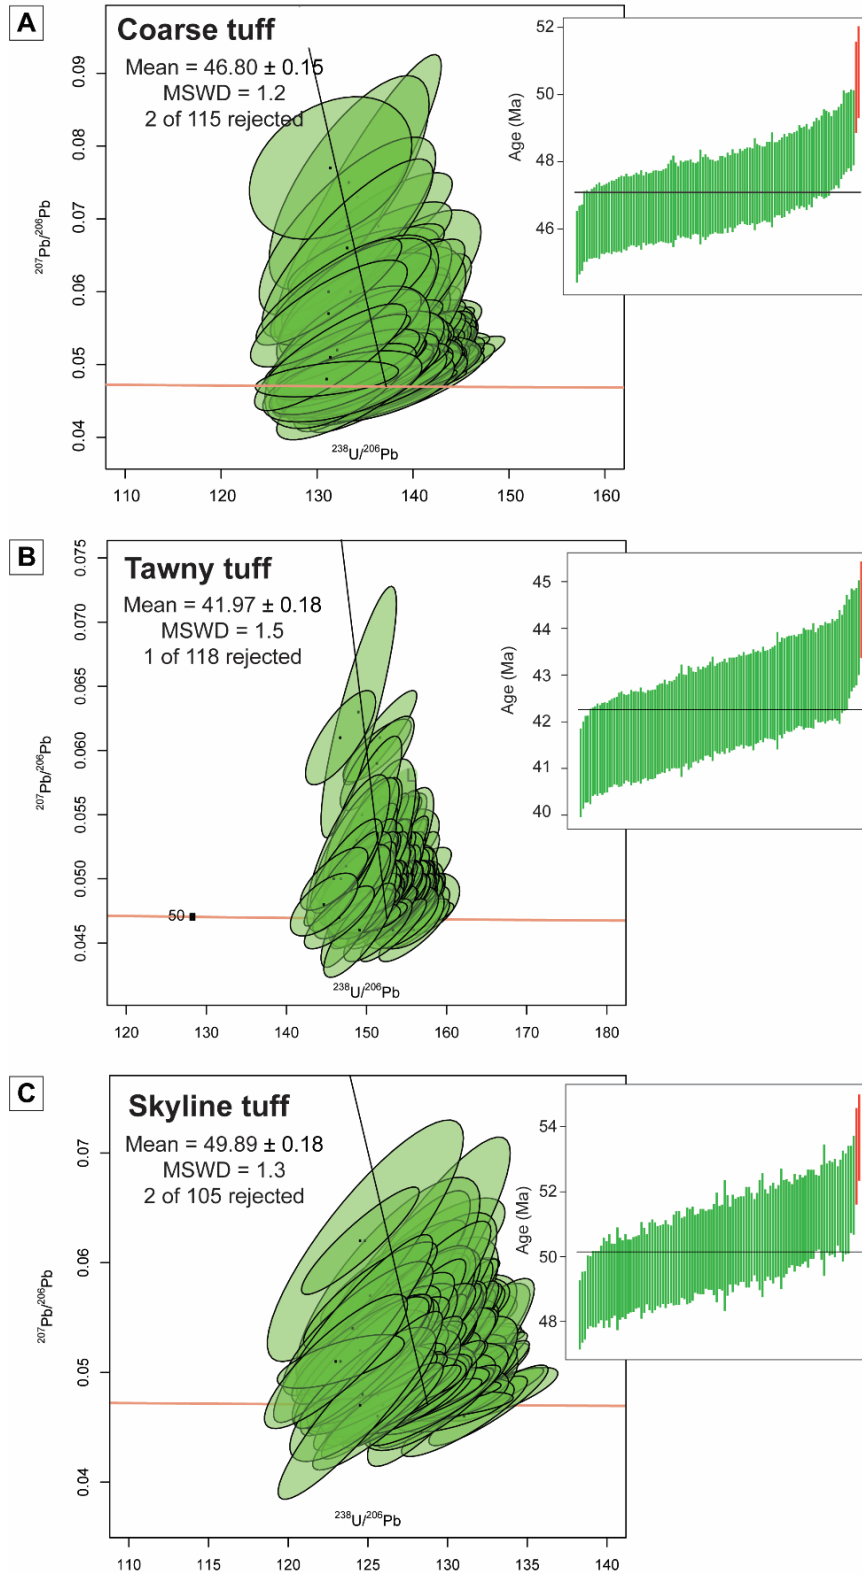 A
Coarse tuff
Mean = 46.80 ± 0.15
MSWD = 1.2
2 of 115 rejected
0.09
0.08
0.07
0.06
0.05
0.04
²⁰⁷Pb/²⁰⁶Pb
²³⁸U/²⁰⁶Pb
110 120 130 140 150 160
Age (Ma)
52
50
48
46
B
Tawny tuff
Mean = 41.97 ± 0.18
MSWD = 1.5
1 of 118 rejected
0.075
0.070
0.065
0.060
0.055
0.050
0.045
²⁰⁷Pb/²⁰⁶Pb
50
²³⁸U/²⁰⁶Pb
120 130 140 150 160 170 180
Age (Ma)
45
44
43
42
41
40
C
Skyline tuff
Mean = 49.89 ± 0.18
MSWD = 1.3
2 of 105 rejected
0.07
0.06
0.05
0.04
²⁰⁷Pb/²⁰⁶Pb
²³⁸U/²⁰⁶Pb
110 115 120 125 130 135 140
Age (Ma)
54
52
50
48